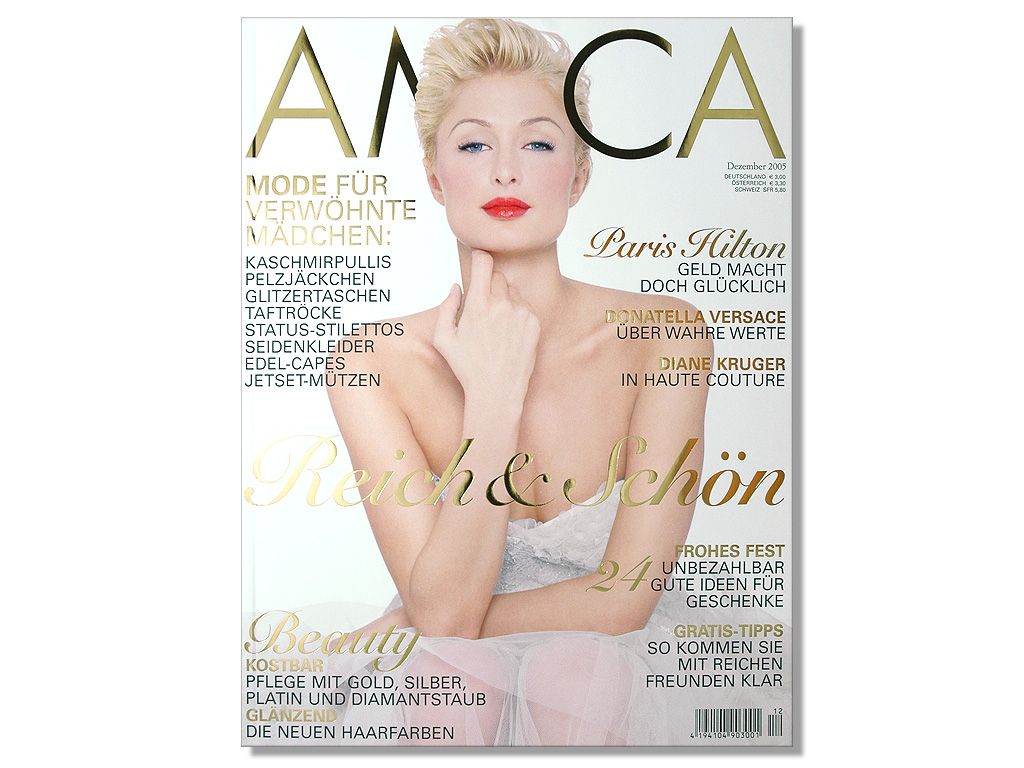 AMICA
Dezember 2005
DEUTSCHLAND € 3,00
ÖSTERREICH € 3,30
SCHWEIZ SFR 5,80
MODE FÜR
VERWÖHNTE
MÄDCHEN:
KASCHMIRPULLIS
PELZJÄCKCHEN
GLITZERTASCHEN
TAFTRÖCKE
STATUS-STILETTOS
SEIDENKLEIDER
EDEL-CAPES
JETSET-MÜTZEN
Paris Hilton
GELD MACHT
DOCH GLÜCKLICH
DONATELLA VERSACE
ÜBER WAHRE WERTE
DIANE KRUGER
IN HAUTE COUTURE
Reich & Schön
FROHES FEST
24 UNBEZAHLBAR
GUTE IDEEN FÜR
GESCHENKE
Beauty
KOSTBAR
PFLEGE MIT GOLD, SILBER,
PLATIN UND DIAMANTSTAUB
GLÄNZEND
DIE NEUEN HAARFARBEN
GRATIS-TIPPS
SO KOMMEN SIE
MIT REICHEN
FREUNDEN KLAR
12
4 194104 903001